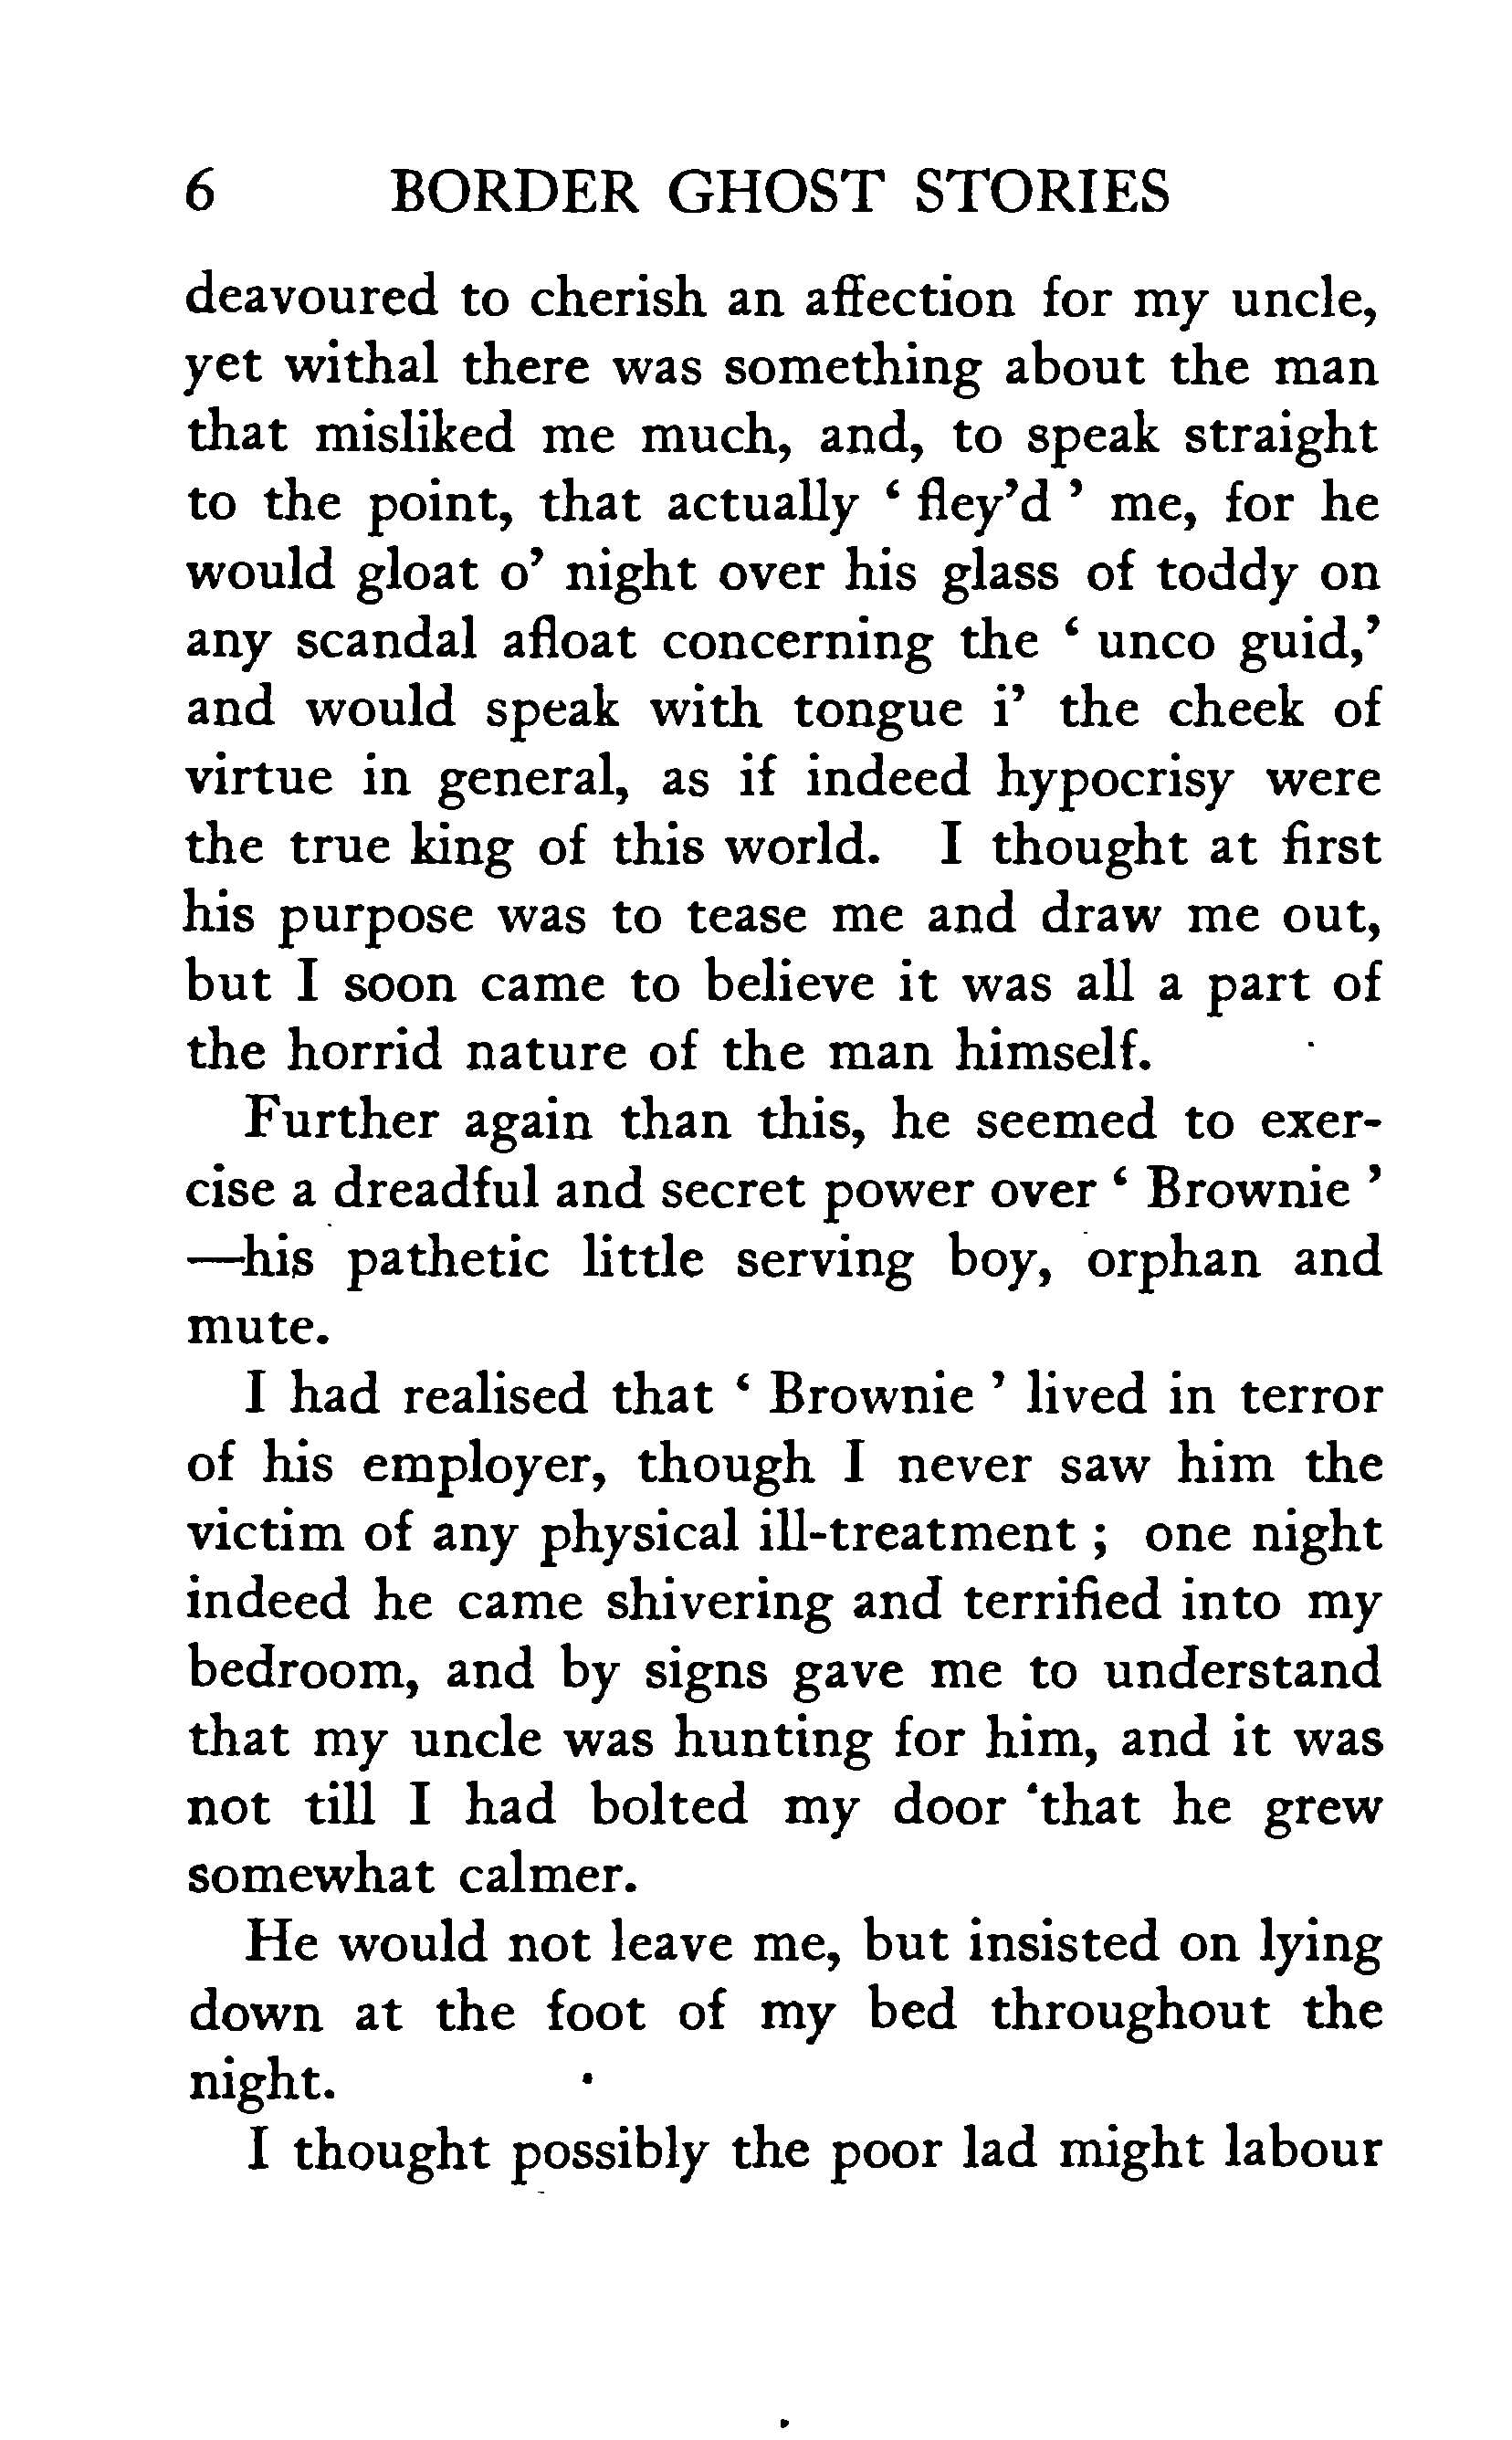 6 BORDER GHOST STORIES
deavoured to cherish an affection for my uncle,
yet withal there was something about the man
that misliked me much, and, to speak straight
to the point, that actually ‘ fley’d ’ me, for he
would gloat o’ night over his glass of toddy on
any scandal afloat concerning the ‘ unco guid,’
and would speak with tongue i’ the cheek of
virtue in general, as if indeed hypocrisy were
the true king of this world. I thought at first
his purpose was to tease me and draw me out,
but I soon came to believe it was all a part of
the horrid nature of the man himself.
Further again than this, he seemed to exer-
cise a dreadful and secret power over ‘ Brownie ’
—his pathetic little serving boy, orphan and
mute.
I had realised that ‘ Brownie ’ lived in terror
of his employer, though I never saw him the
victim of any physical ill-treatment ; one night
indeed he came shivering and terrified into my
bedroom, and by signs gave me to understand
that my uncle was hunting for him, and it was
not till I had bolted my door that he grew
somewhat calmer.
He would not leave me, but insisted on lying
down at the foot of my bed throughout the
night.
I thought possibly the poor lad might labour